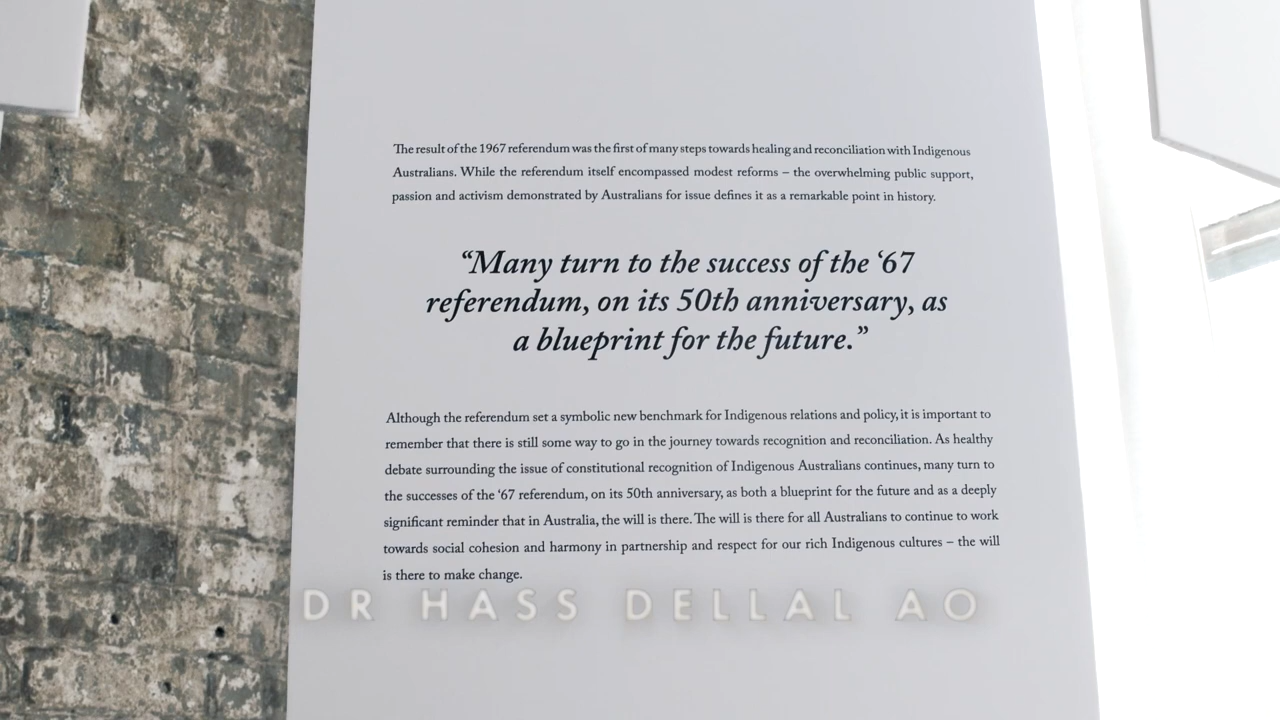 The result of the 1967 referendum was the first of many steps towards healing and reconciliation with Indigenous
Australians. While the referendum itself encompassed modest reforms – the overwhelming public support,
passion and activism demonstrated by Australians for issue defines it as a remarkable point in history.
“Many turn to the success of the ‘67
referendum, on its 50th anniversary, as
a blueprint for the future.”
Although the referendum set a symbolic new benchmark for Indigenous relations and policy, it is important to
remember that there is still some way to go in the journey towards recognition and reconciliation. As healthy
debate surrounding the issue of constitutional recognition of Indigenous Australians continues, many turn to
the successes of the ‘67 referendum, on its 50th anniversary, as both a blueprint for the future and as a deeply
significant reminder that in Australia, the will is there. The will is there for all Australians to continue to work
towards social cohesion and harmony in partnership and respect for our rich Indigenous cultures – the will
is there to make change.
DR HASS DELLAL AO